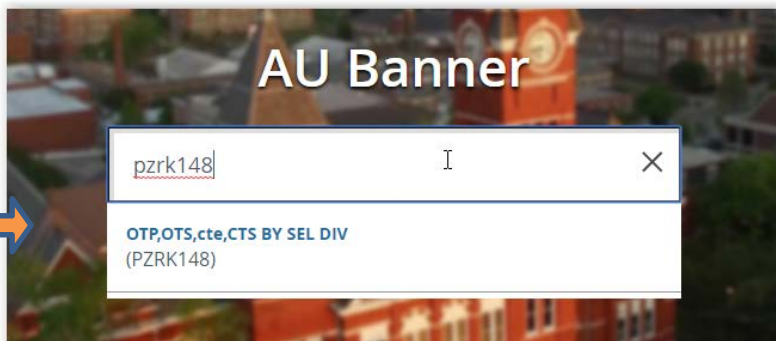 AU Banner
pzrk148
OTP,OTS,cte,CTS BY SEL DIV
(PZRK148)